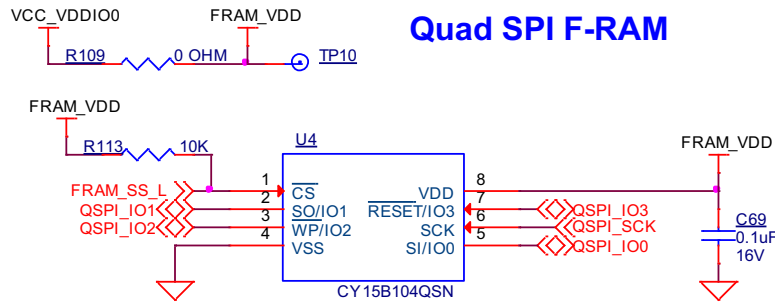 VCC_VDDIO0 FRAM_VDD Quad SPI F-RAM
R109 0 OHM TP10
FRAM_VDD
R113 10K U4 FRAM_VDD
FRAM_SS_L 1 CS VDD 8
QSPI_IO1 2 SO/IO1 RESET/IO3 7 QSPI_IO3
QSPI_IO2 3 WP/IO2 SCK 6 QSPI_SCK
4 VSS SI/IO0 5 QSPI_IO0
C69
0.1uF
16V
CY15B104QSN